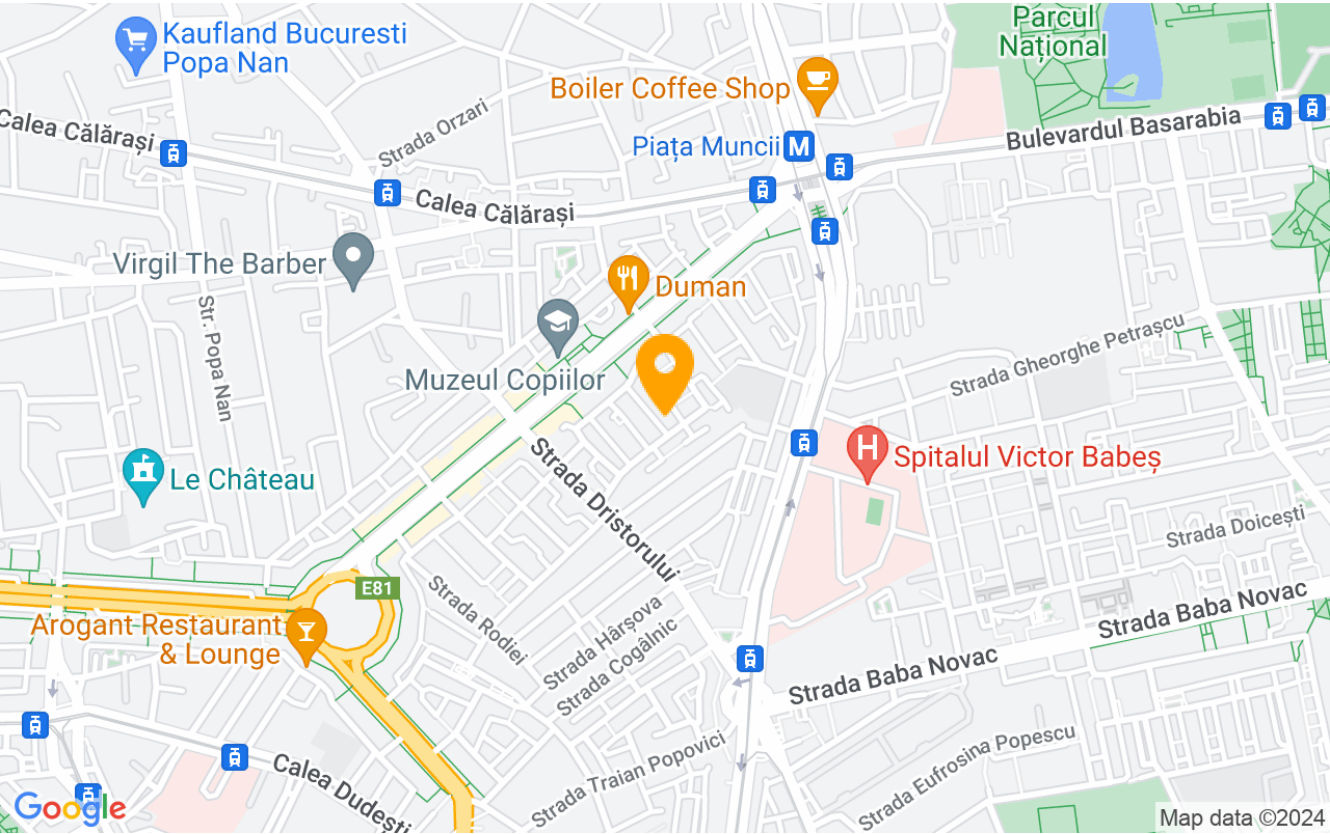 Kaufland Bucuresti
Popa Nan
Parcul
Național
Boiler Coffee Shop
Calea Călărași
Strada Orzari
Piața Muncii
M
Bulevardul Basarabia
Calea Călărași
Virgil The Barber
Duman
Str. Popa Nan
Muzeul Copiilor
Strada Gheorghe Petrașcu
Le Château
Strada Dristorului
H
Spitalul Victor Babeș
Strada Doicești
E81
Strada Rodiei
Strada Hârșova
Strada Cogâlnic
Arogànt Restaurant
& Lounge
Strada Baba Novac
Strada Baba Novac
Strada Traian Popovici
Strada Eufrosina Popescu
Calea Dudești
Google
Map data ©2024